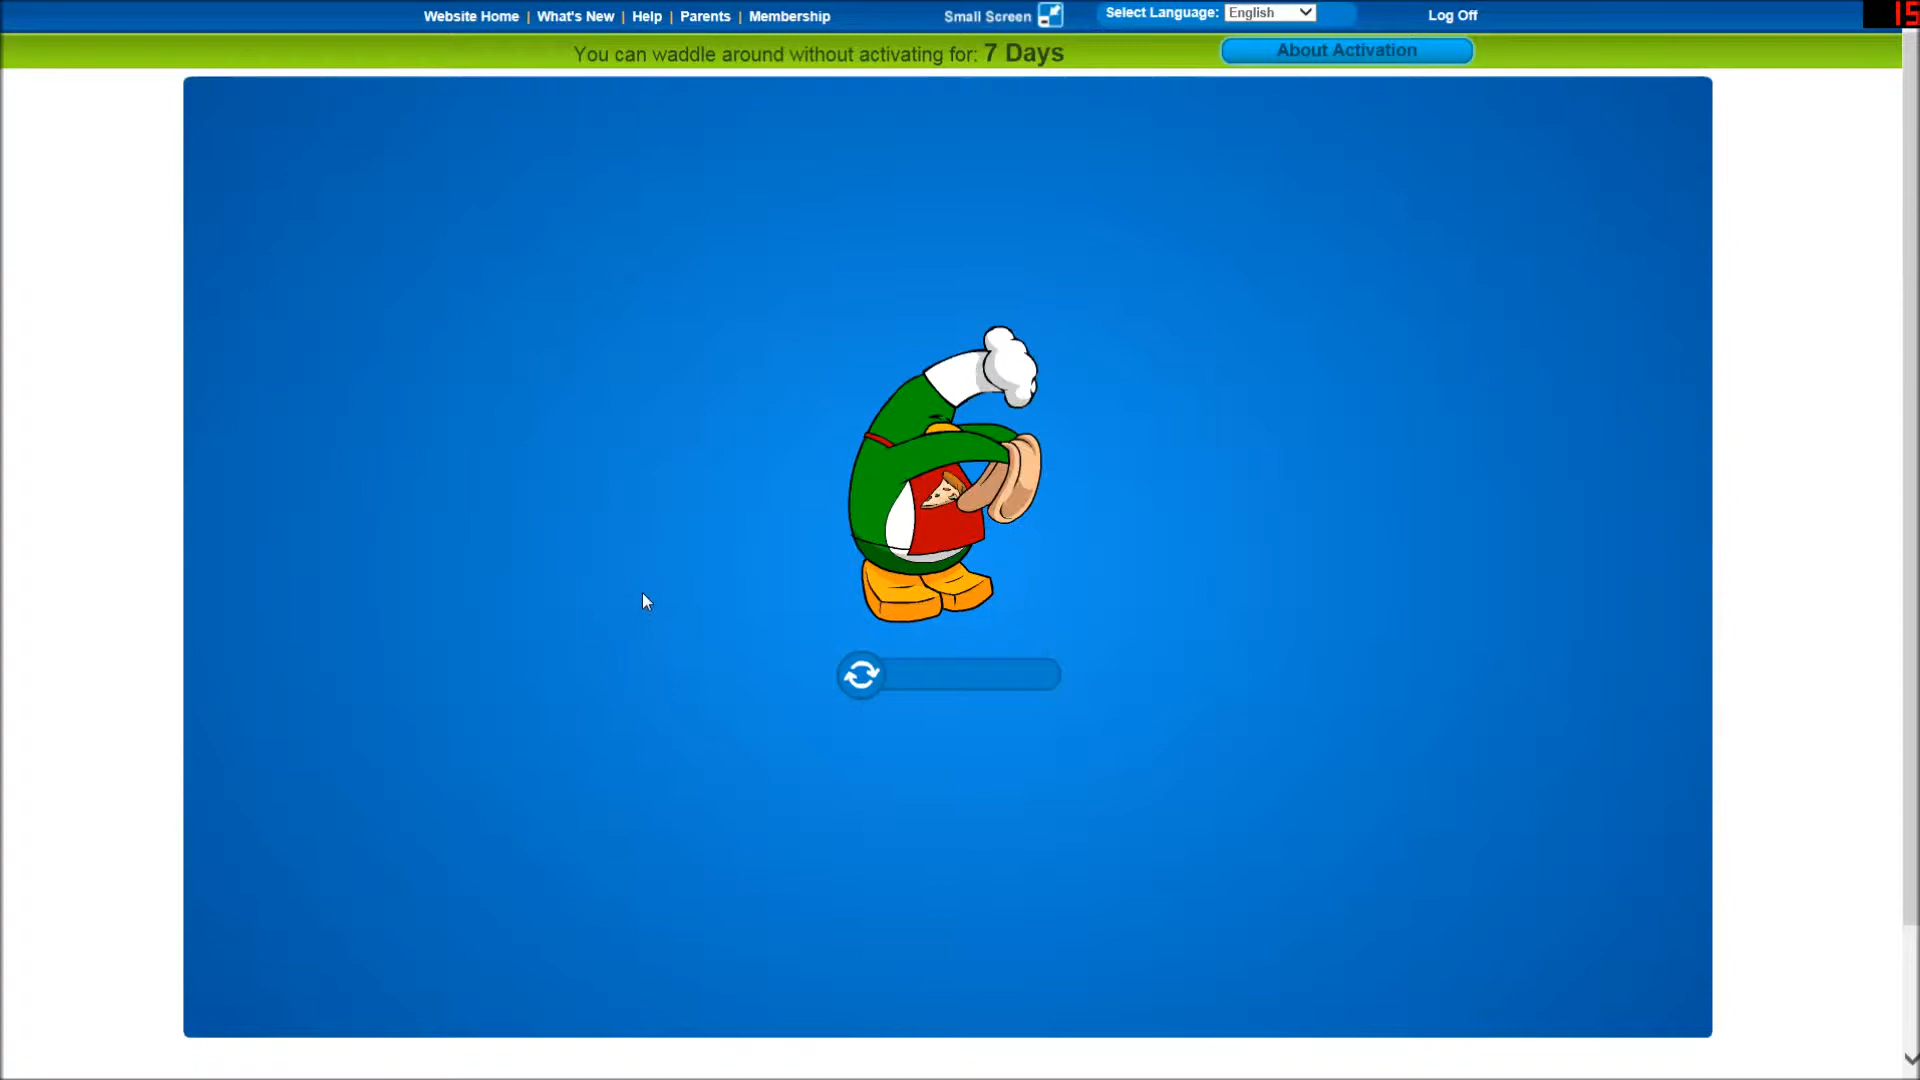 Website Home | What's New | Help | Parents | Membership Small Screen Select Language: English Log Off 15
You can waddle around without activating for: 7 Days About Activation